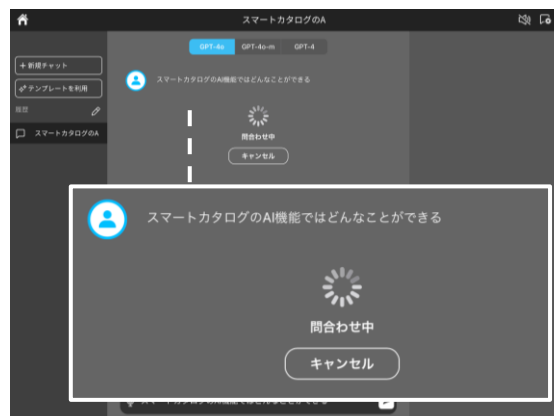 スマートカタログのA
GPT-4o GPT-4o-m GPT-4
+ 新規チャット
テンプレートを利用
履歴
スマートカタログのA
スマートカタログのAI機能ではどんなことができる
問合わせ中
キャンセル
スマートカタログのAI機能ではどんなことができる
問合わせ中
キャンセル